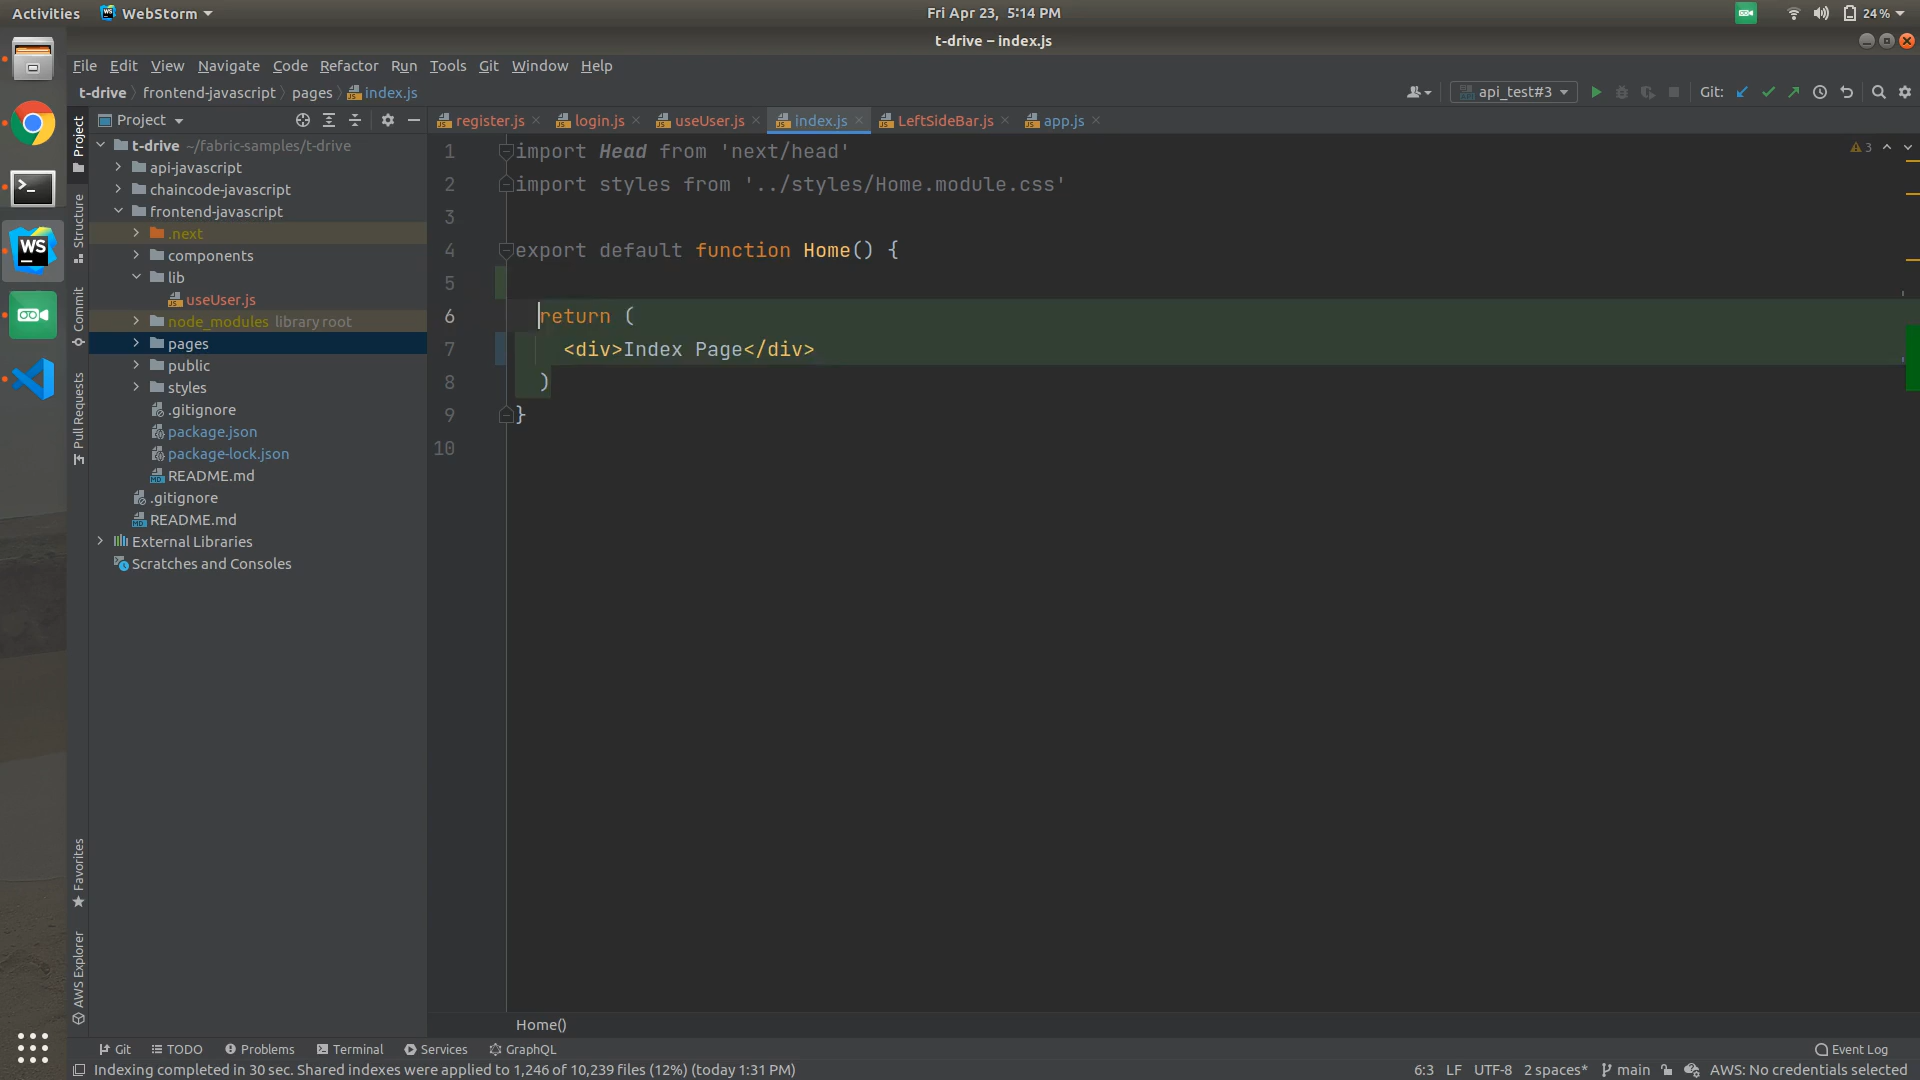 Activities WebStorm Fri Apr 23, 5:14 PM 24%
t-drive – index.js
File Edit View Navigate Code Refactor Run Tools Git Window Help
t-drive frontend-javascript pages index.js api_test#3 Git:
Project register.js login.js useUser.js index.js LeftSideBar.js app.js
t-drive ~/fabric-samples/t-drive
api-javascript
chaincode-javascript
frontend-javascript
.next
components
lib
useUser.js
node_modules library root
pages
public
styles
.gitignore
package.json
package-lock.json
README.md
.gitignore
README.md
External Libraries
Scratches and Consoles
Project
Structure
Commit
Pull Requests
Favorites
AWS Explorer
WS
1 import Head from 'next/head'
2 import styles from '../styles/Home.module.css'
3
4 export default function Home() {
5
6 return (
7 <div>Index Page</div>
8 )
9 }
10
3
Home()
Git TODO Problems Terminal Services GraphQL Event Log
Indexing completed in 30 sec. Shared indexes were applied to 1,246 of 10,239 files (12%) (today 1:31 PM) 6:3 LF UTF-8 2 spaces* main AWS: No credentials selected